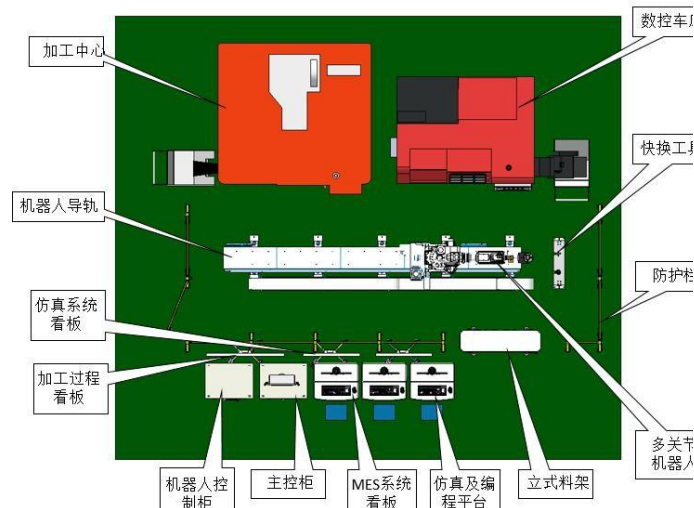 加工中心
数控车
快换工具
机器人导轨
防护栏
仿真系统
看板
加工过程
看板
多关节
机器人
机器人控
制柜
主控柜
MES系统
看板
仿真及编
程平台
立式料架